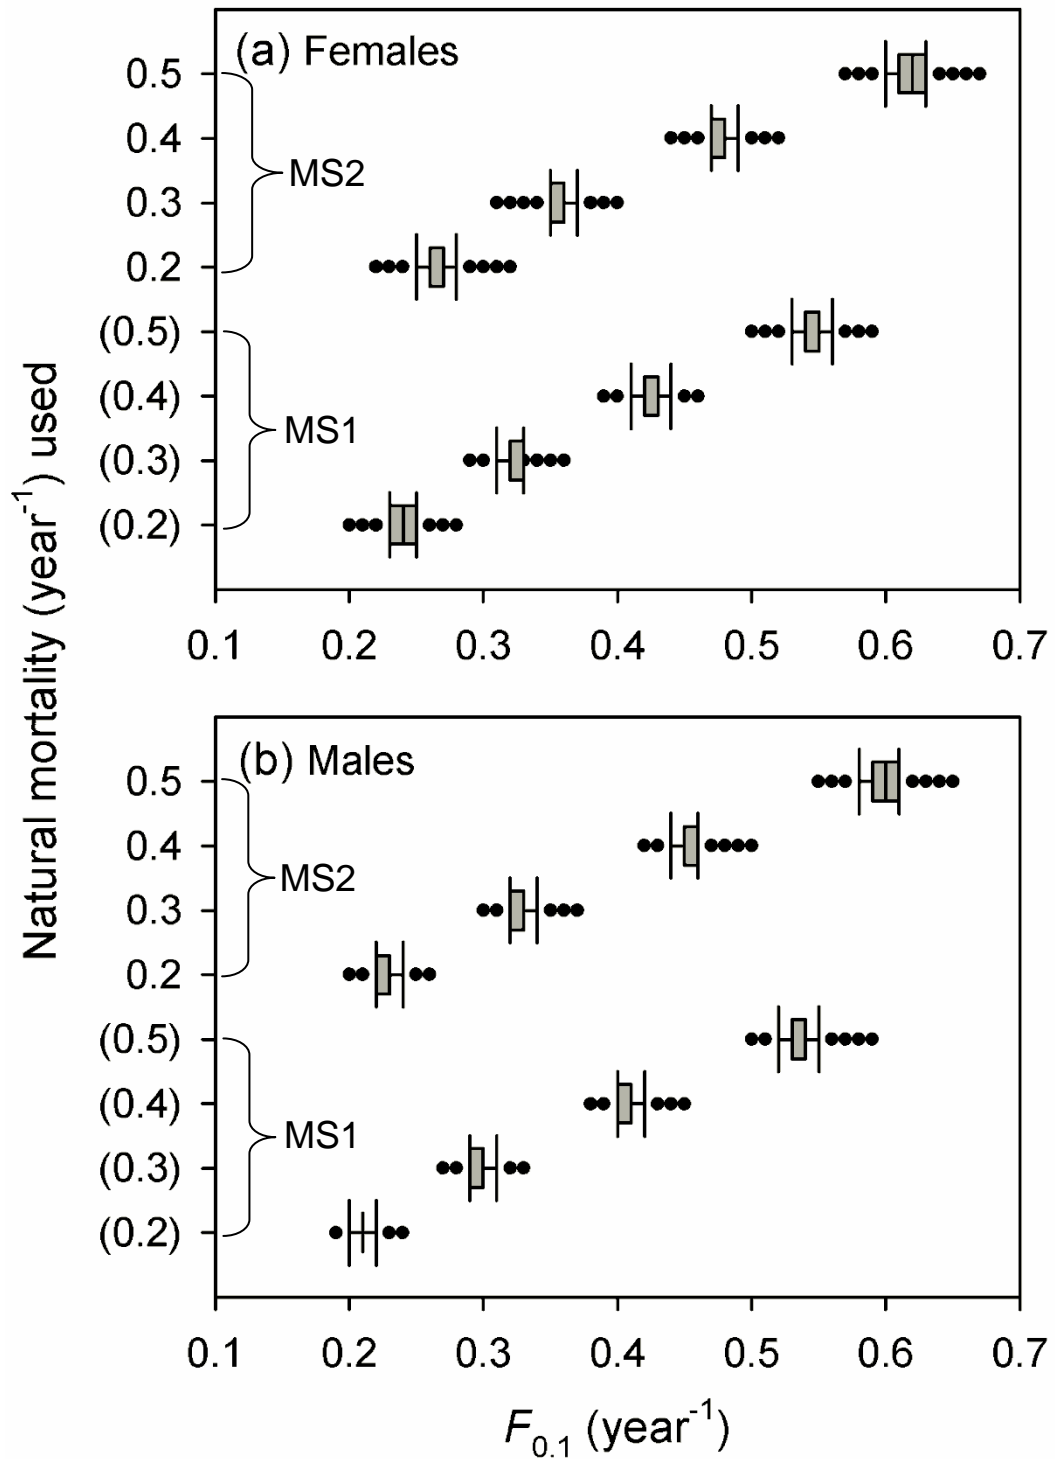 (a) Females
0.5
0.4
MS2
0.3
0.2
(0.5)
(0.4)
MS1
(0.3)
(0.2)
0.1 0.2 0.3 0.4 0.5 0.6 0.7
Natural mortality (year⁻¹) used
(b) Males
0.5
0.4
MS2
0.3
0.2
(0.5)
(0.4)
MS1
(0.3)
(0.2)
0.1 0.2 0.3 0.4 0.5 0.6 0.7
F₀.₁ (year⁻¹)